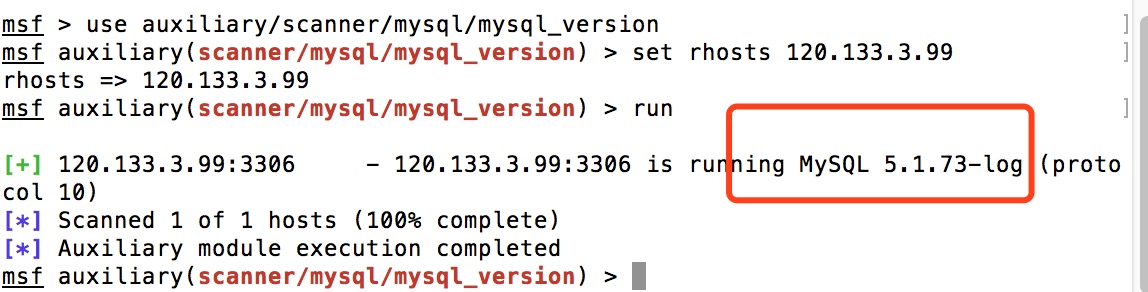 msf > use auxiliary/scanner/mysql/mysql_version ]
msf auxiliary(scanner/mysql/mysql_version) > set rhosts 120.133.3.99 ]
rhosts => 120.133.3.99
msf auxiliary(scanner/mysql/mysql_version) > run ]
[+] 120.133.3.99:3306 - 120.133.3.99:3306 is running MySQL 5.1.73-log (proto
col 10)
[*] Scanned 1 of 1 hosts (100% complete)
[*] Auxiliary module execution completed
msf auxiliary(scanner/mysql/mysql_version) >